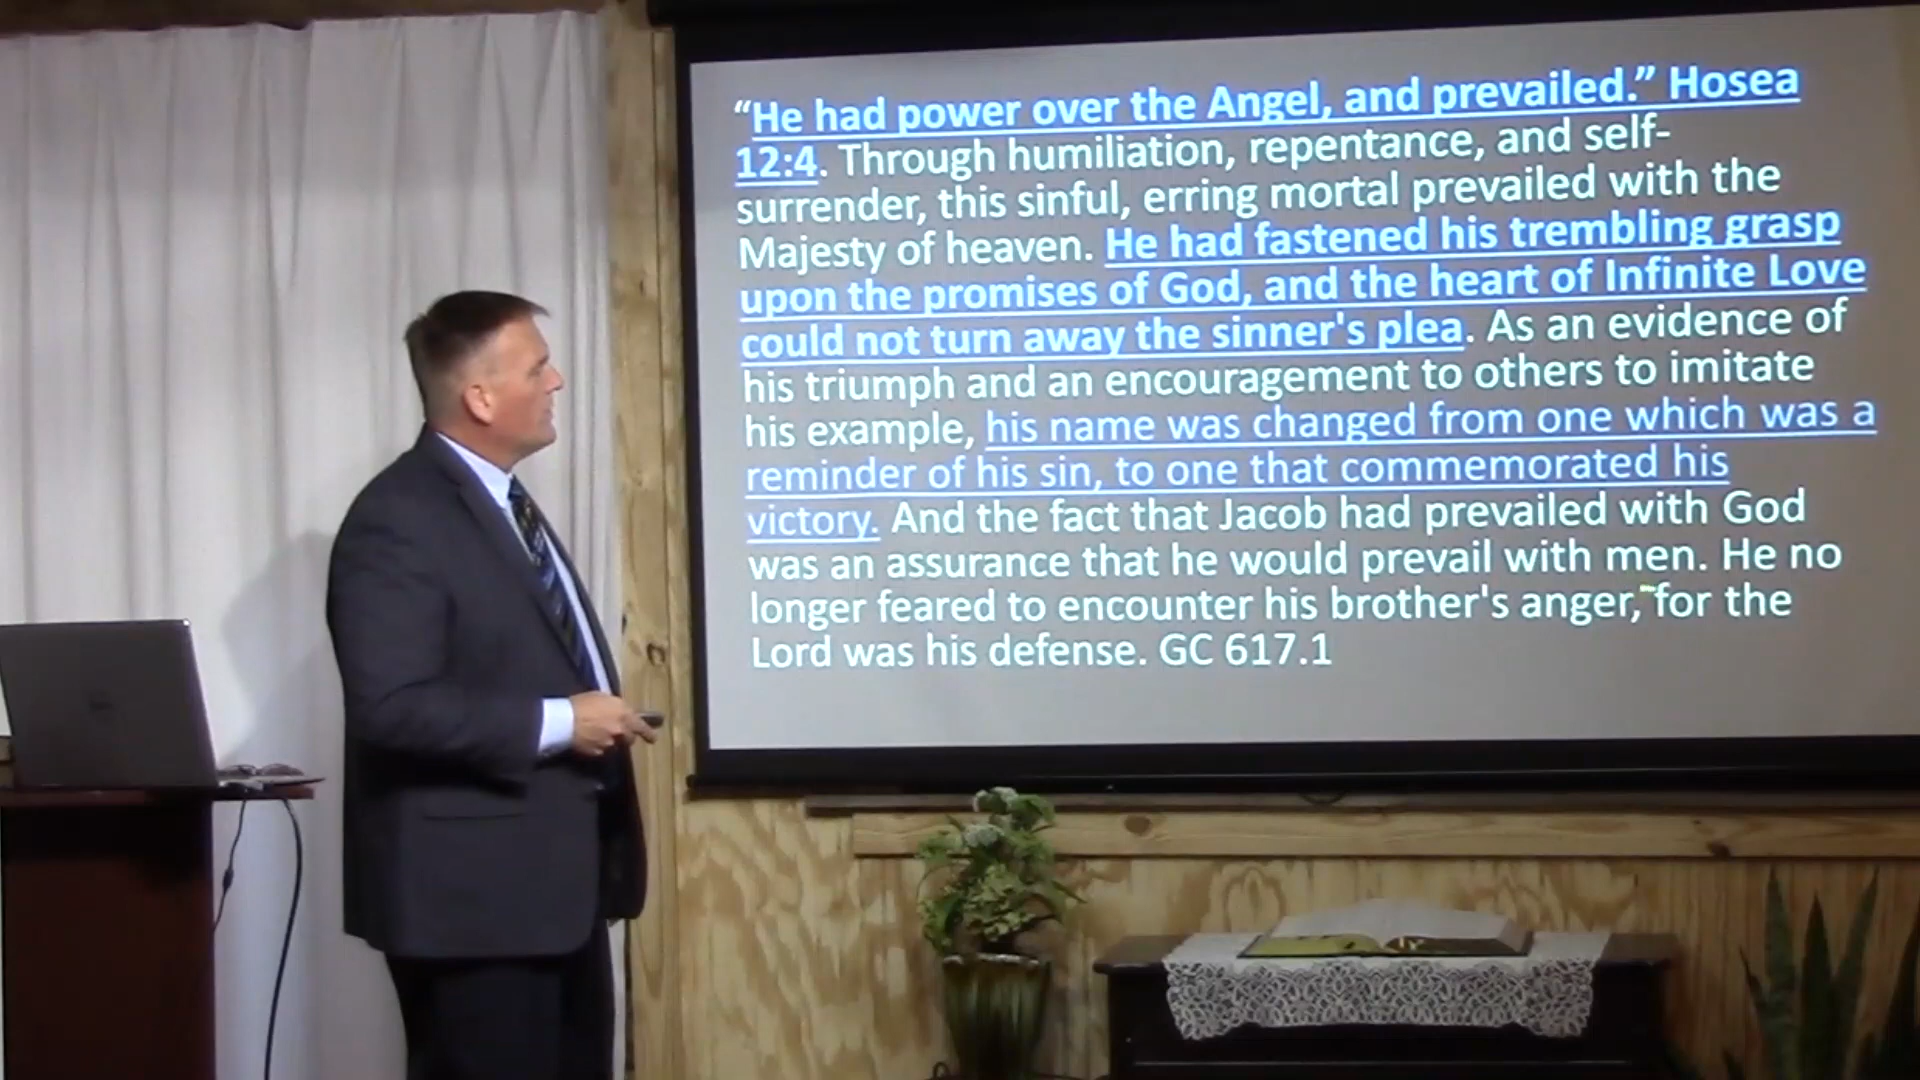 “He had power over the Angel, and prevailed.” Hosea
12:4. Through humiliation, repentance, and self-
surrender, this sinful, erring mortal prevailed with the
Majesty of heaven. He had fastened his trembling grasp
upon the promises of God, and the heart of Infinite Love
could not turn away the sinner's plea. As an evidence of
his triumph and an encouragement to others to imitate
his example, his name was changed from one which was a
reminder of his sin, to one that commemorated his
victory. And the fact that Jacob had prevailed with God
was an assurance that he would prevail with men. He no
longer feared to encounter his brother's anger, for the
Lord was his defense. GC 617.1